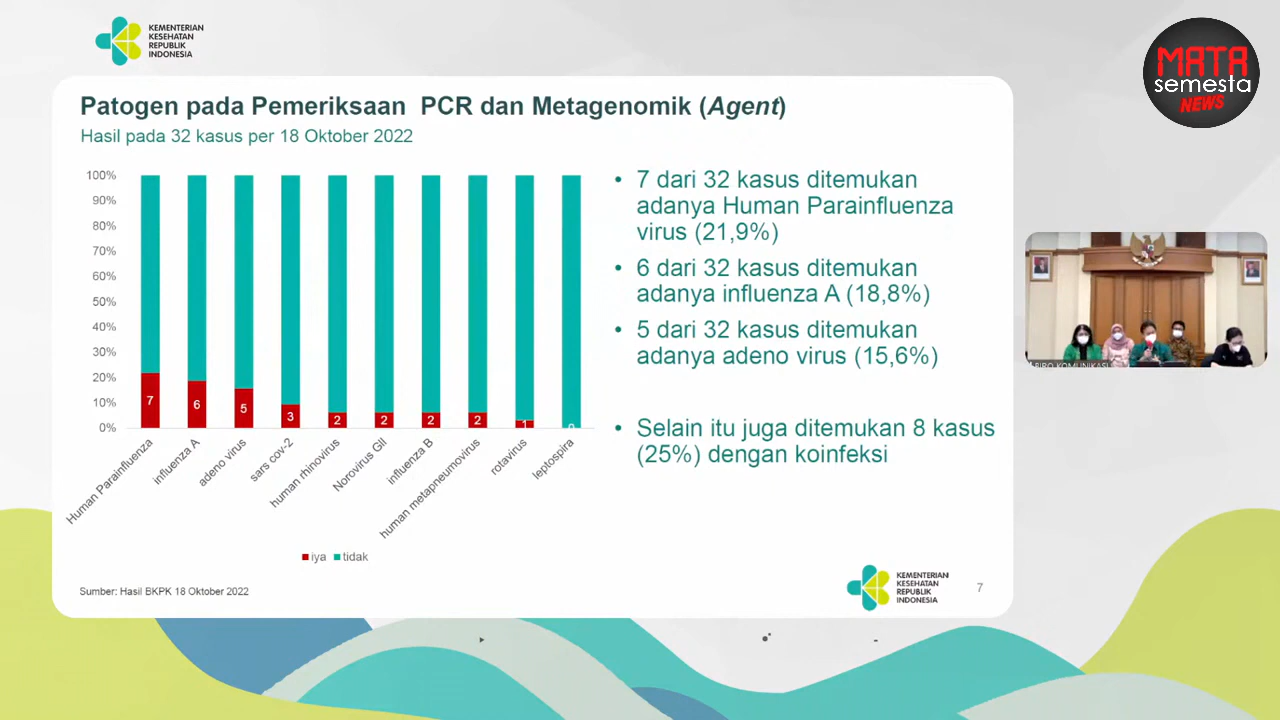 KEMENTERIAN
KESEHATAN
REPUBLIK
INDONESIA
MATA
semesta
NEWS
Patogen pada Pemeriksaan PCR dan Metagenomik (Agent)
Hasil pada 32 kasus per 18 Oktober 2022
100%
90%
80%
70%
60%
50%
40%
30%
20%
10%
0%
7
6
5
3
2
2
2
2
1
0
Human Parainfluenza
influenza A
adeno virus
sars cov-2
human rhinovirus
Norovirus GII
influenza B
human metapneumovirus
rotavirus
leptospira
iya tidak
• 7 dari 32 kasus ditemukan
adanya Human Parainfluenza
virus (21,9%)
• 6 dari 32 kasus ditemukan
adanya influenza A (18,8%)
• 5 dari 32 kasus ditemukan
adanya adeno virus (15,6%)
• Selain itu juga ditemukan 8 kasus
(25%) dengan koinfeksi
Sumber: Hasil BKPK 18 Oktober 2022
KEMENTERIAN
KESEHATAN
REPUBLIK
INDONESIA
7
KOMUNIKASI